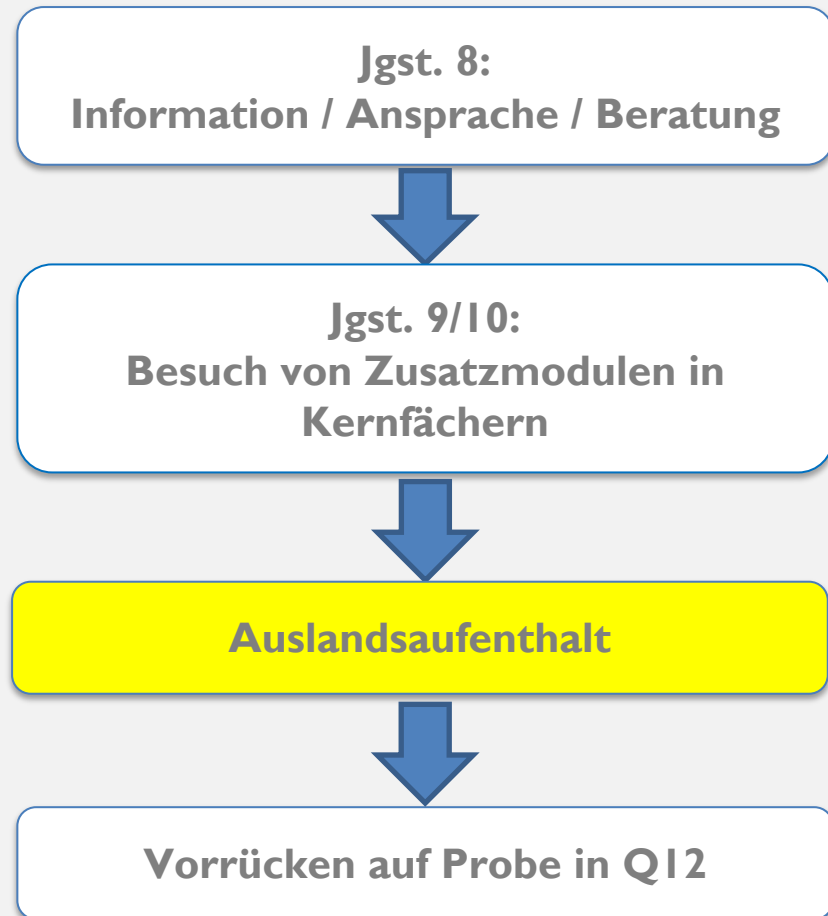 Jgst. 8:
Information / Ansprache / Beratung
Jgst. 9/10:
Besuch von Zusatzmodulen in
Kernfächern
Auslandsaufenthalt
Vorrücken auf Probe in Q12